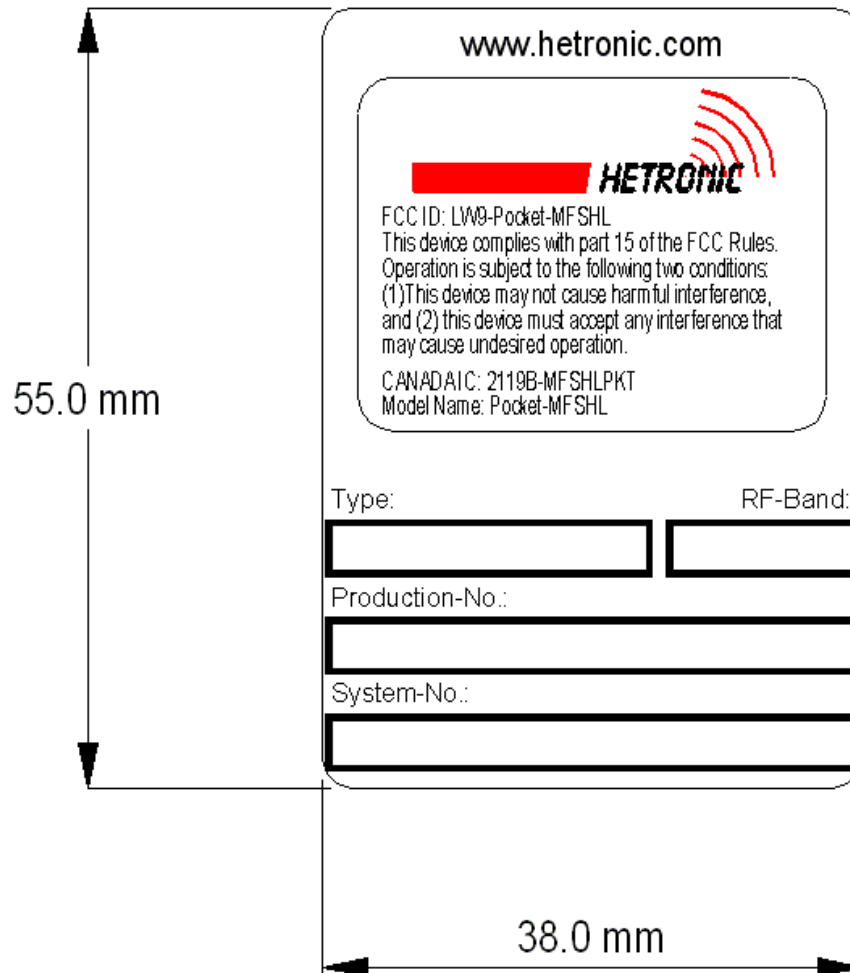 www.hetronic.com
HETRONIC
FCC ID: LW9-Pocket-MFSHL
This device complies with part 15 of the FCC Rules.
Operation is subject to the following two conditions:
(1)This device may not cause harmful interference,
and (2) this device must accept any interference that
may cause undesired operation.
CANADA IC: 2119B-MFSHLPKT
Model Name: Pocket-MFSHL
55.0 mm
Type: RF-Band:
Production-No.:
System-No.:
38.0 mm